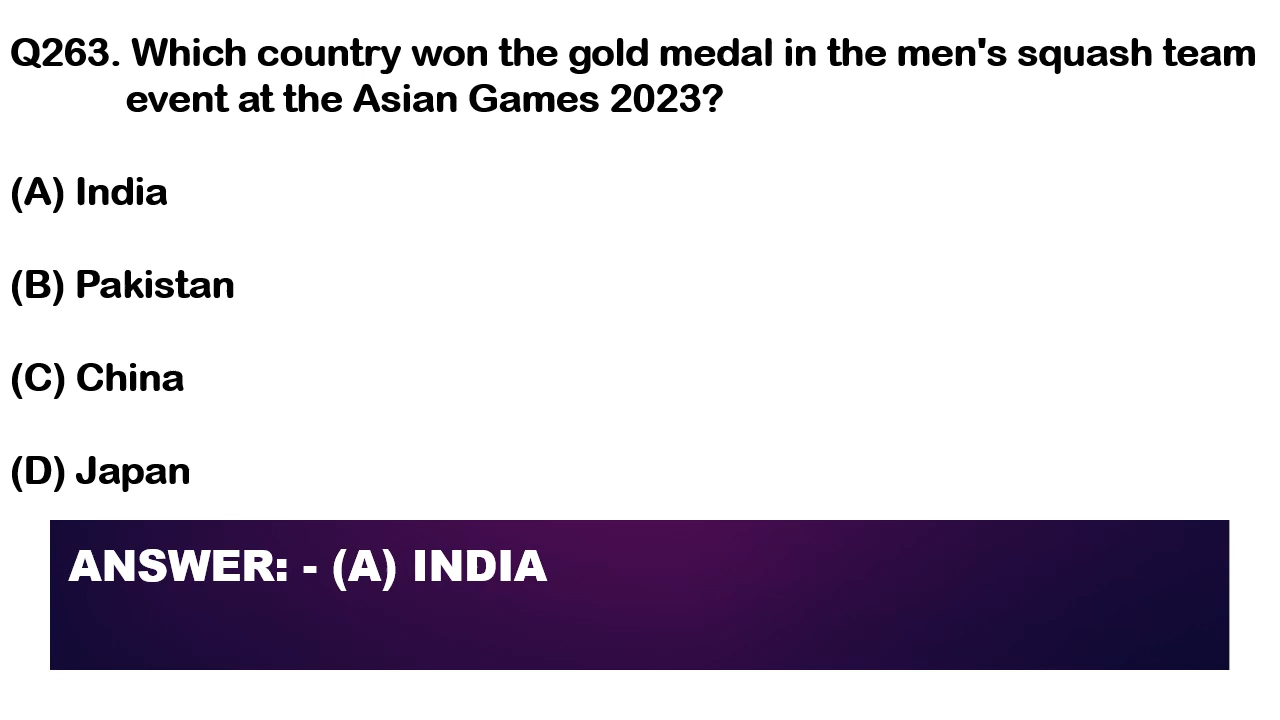 Q263. Which country won the gold medal in the men's squash team
event at the Asian Games 2023?
(A) India
(B) Pakistan
(C) China
(D) Japan
ANSWER: - (A) INDIA